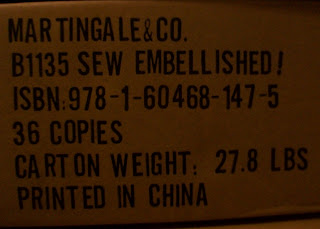 MARTINGALE&CO.
B1135 SEW EMBELLISHED!
ISBN:978-1-60468-147-5
36 COPIES
CARTON WEIGHT: 27.8 LBS
PRINTED IN CHINA